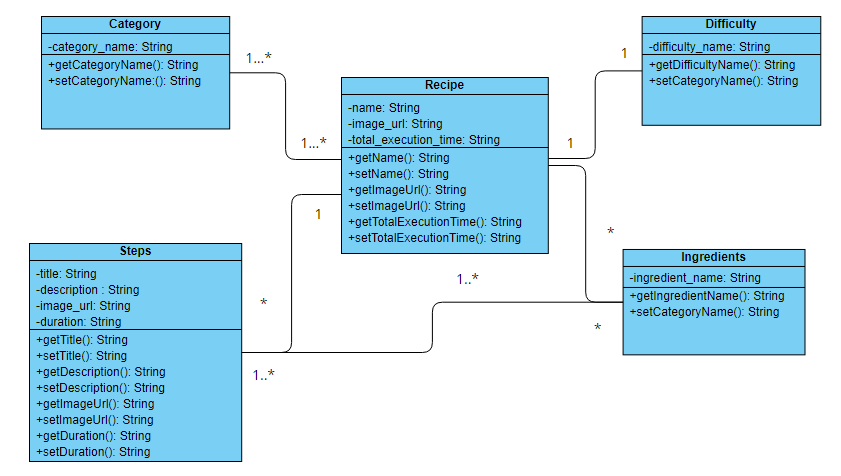 Category
-category_name: String
+getCategoryName(): String
+setCategoryName:(): String
1...*
1...*
Recipe
-name: String
-image_url: String
-total_execution_time: String
+getName(): String
+setName(): String
+getImageUrl(): String
+setImageUrl(): String
+getTotalExecutionTime(): String
+setTotalExecutionTime(): String
1
1
Difficulty
-difficulty_name: String
+getDifficultyName(): String
+setCategoryName(): String
1
*
Steps
-title: String
-description : String
-image_url: String
-duration: String
+getTitle(): String
+setTitle(): String
+getDescription(): String
+setDescription(): String
+getImageUrl(): String
+setImageUrl(): String
+getDuration(): String
+setDuration(): String
*
1..*
1..*
*
Ingredients
-ingredient_name: String
+getIngredientName(): String
+setCategoryName(): String